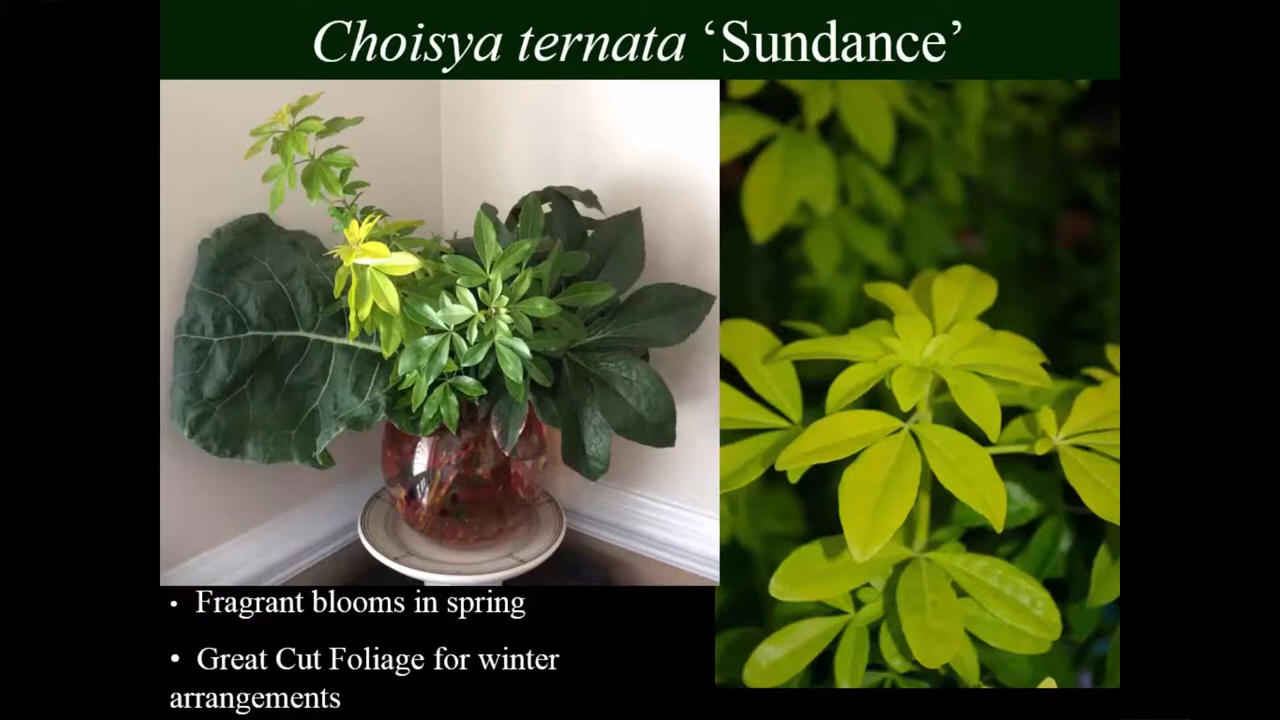 Choisya ternata ‘Sundance’
• Fragrant blooms in spring
• Great Cut Foliage for winter
arrangements